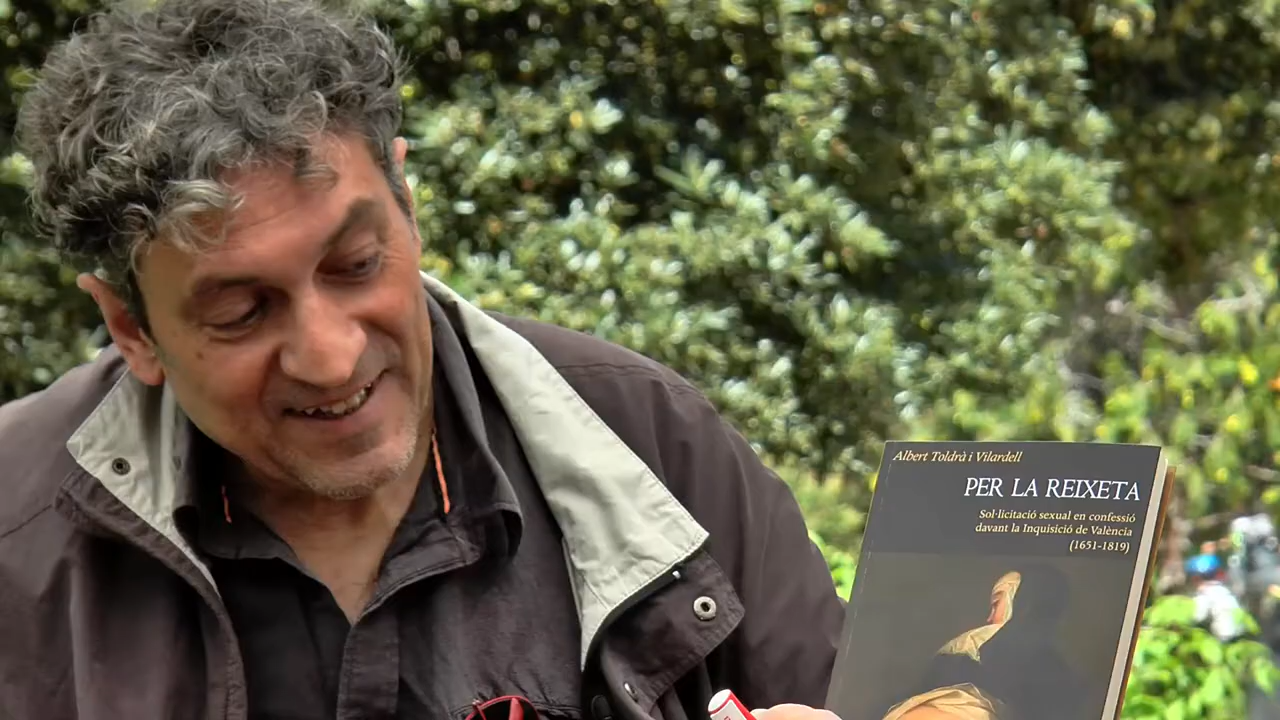 Albert Toldrà i Vilardell
PER LA REIXETA
Sol·licitació sexual en confessió
davant la Inquisició de València
(1651-1819)